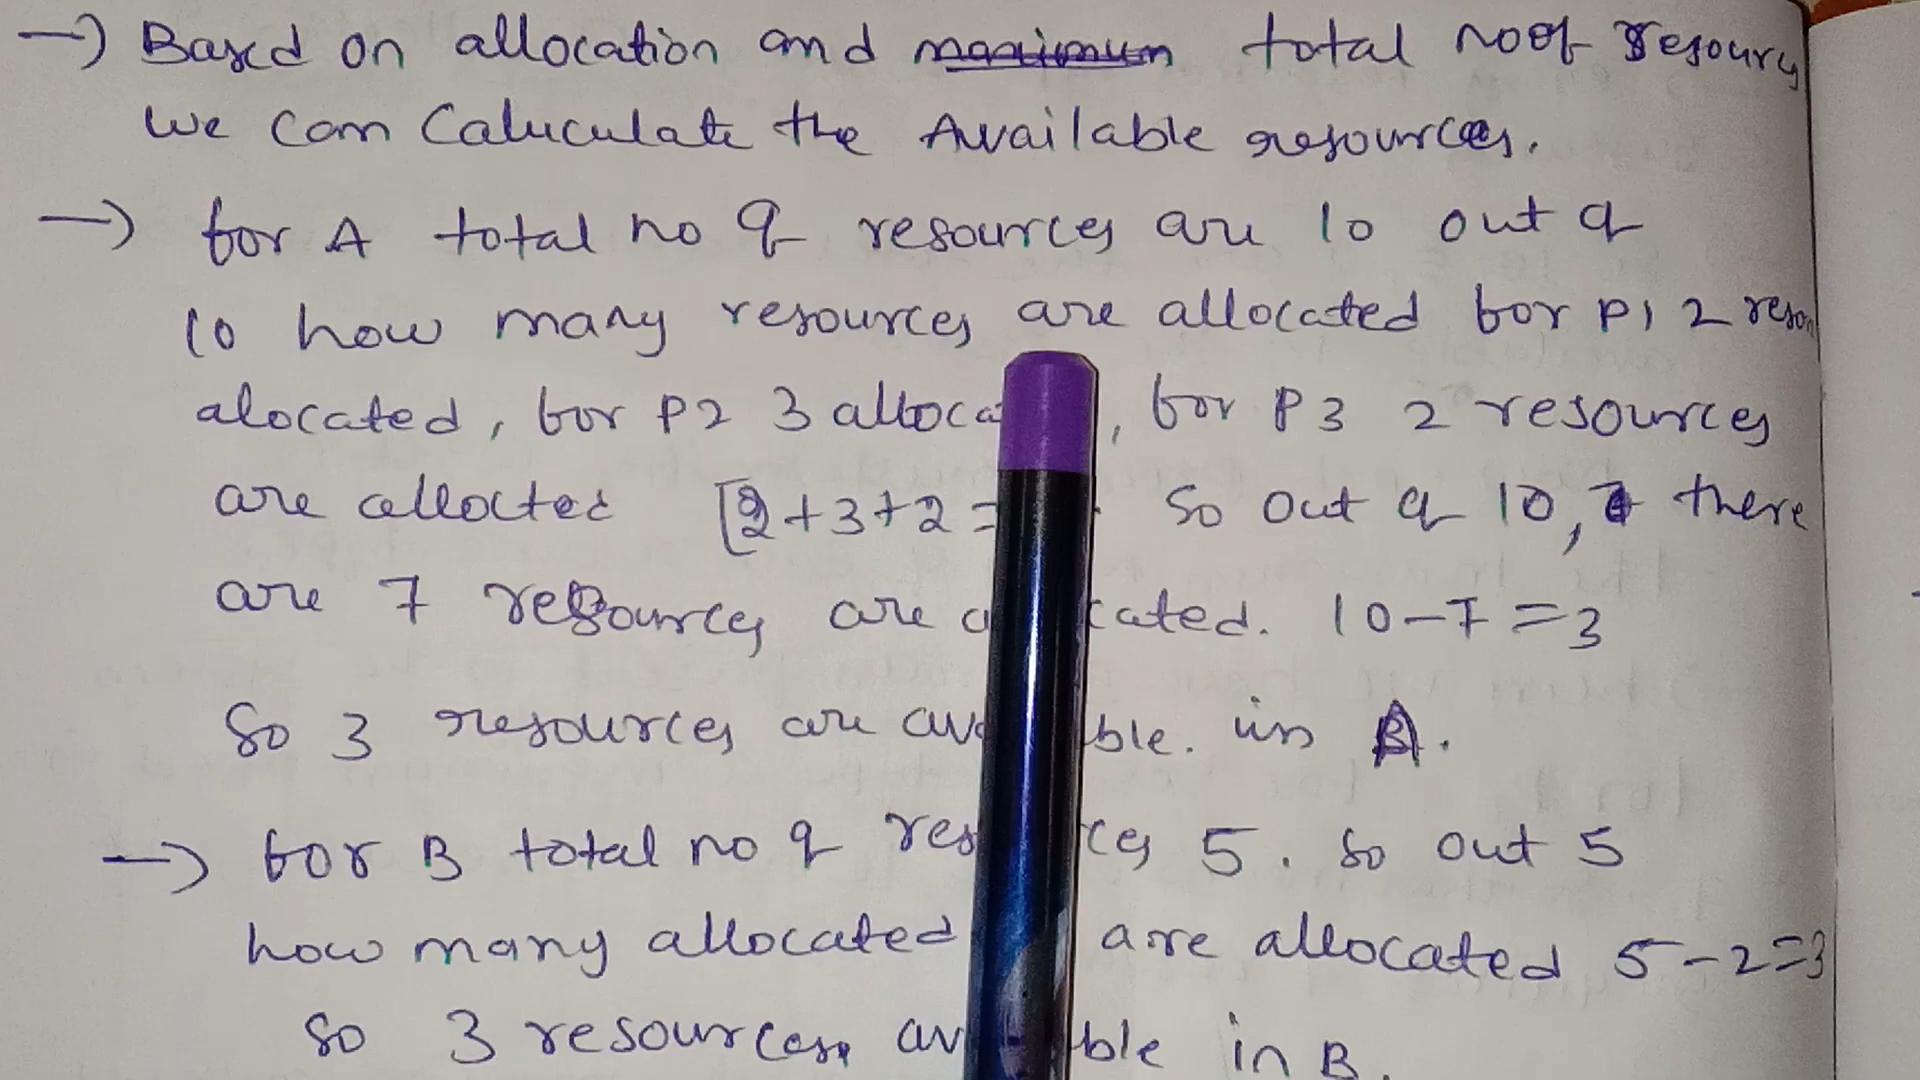 → Based on allocation and maximum total no of resourcs
we can Caluculate the Available resources.
→ for A total no of resources are 10 out of
10 how many resources are allocated for P1 2 reso
alocated, for P2 3 alloca , for P3 2 resources
are allocted [2+3+2= So out of 10, there
are 7 resources are a cated. 10-7=3
So 3 resources are ava ble. in A.
→ for B total no of res ces 5. So out 5
how many allocated are allocated 5-2=3
So 3 resources av ble in B.